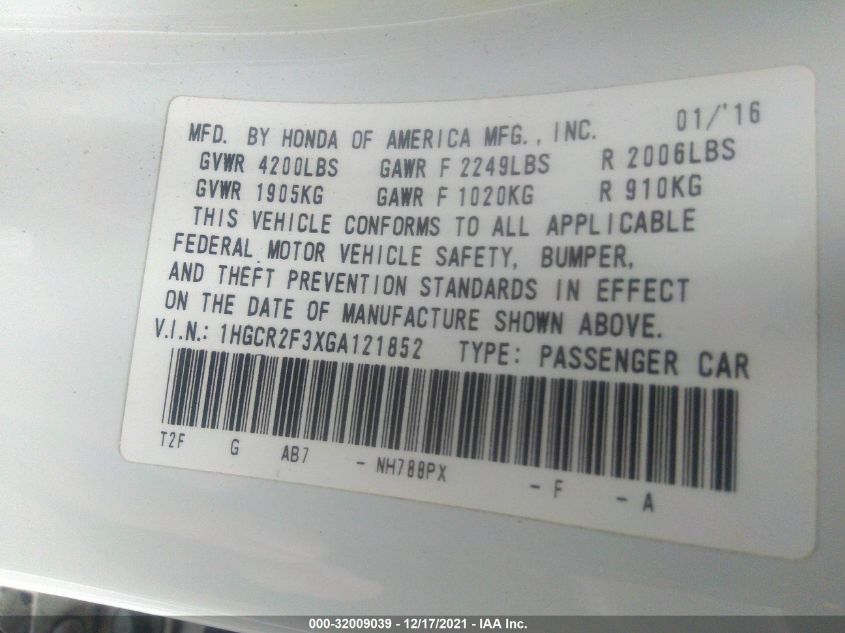 MFD. BY HONDA OF AMERICA MFG., INC. 01/'16
GVWR 4200LBS GAWR F 2249LBS R 2006LBS
GVWR 1905KG GAWR F 1020KG R 910KG
THIS VEHICLE CONFORMS TO ALL APPLICABLE
FEDERAL MOTOR VEHICLE SAFETY, BUMPER,
AND THEFT PREVENTION STANDARDS IN EFFECT
ON THE DATE OF MANUFACTURE SHOWN ABOVE.
V.I.N.: 1HGCR2F3XGA121852 TYPE: PASSENGER CAR
T2F G AB7 - NH788PX - F - A
000-32009039 - 12/17/2021 - IAA Inc.